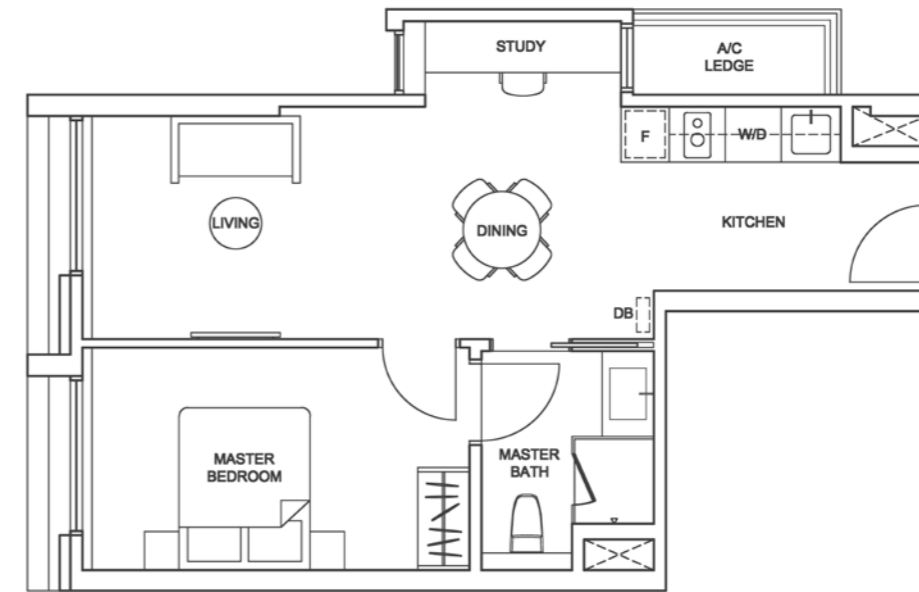 STUDY
A/C
LEDGE
F
W/D
LIVING
DINING
KITCHEN
DB
MASTER
BEDROOM
MASTER
BATH